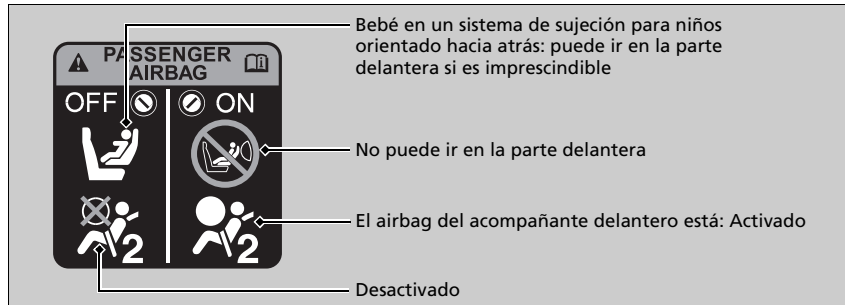 Bebé en un sistema de sujeción para niños
orientado hacia atrás: puede ir en la parte
delantera si es imprescindible
PASSENGER
AIRBAG
OFF ON
No puede ir en la parte delantera
2 2
El airbag del acompañante delantero está: Activado
Desactivado